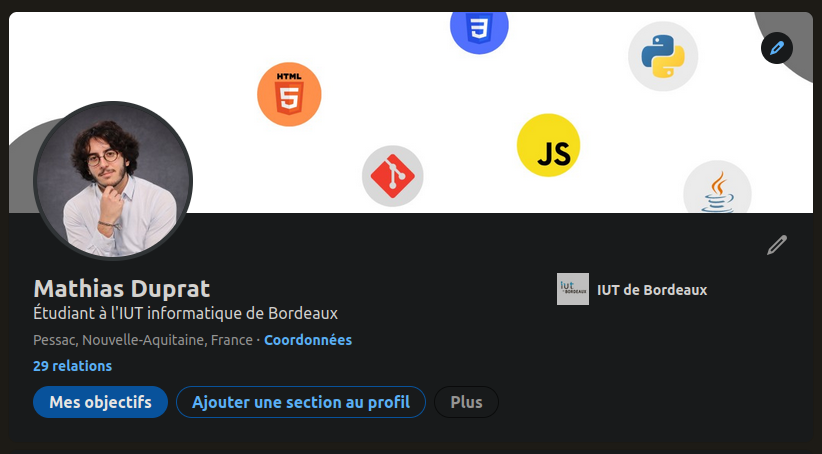 HTML
5
3
JS
Mathias Duprat
Étudiant à l'IUT informatique de Bordeaux
Pessac, Nouvelle-Aquitaine, France · Coordonnées
29 relations
iut
BORDEAUX
IUT de Bordeaux
Mes objectifs
Ajouter une section au profil
Plus